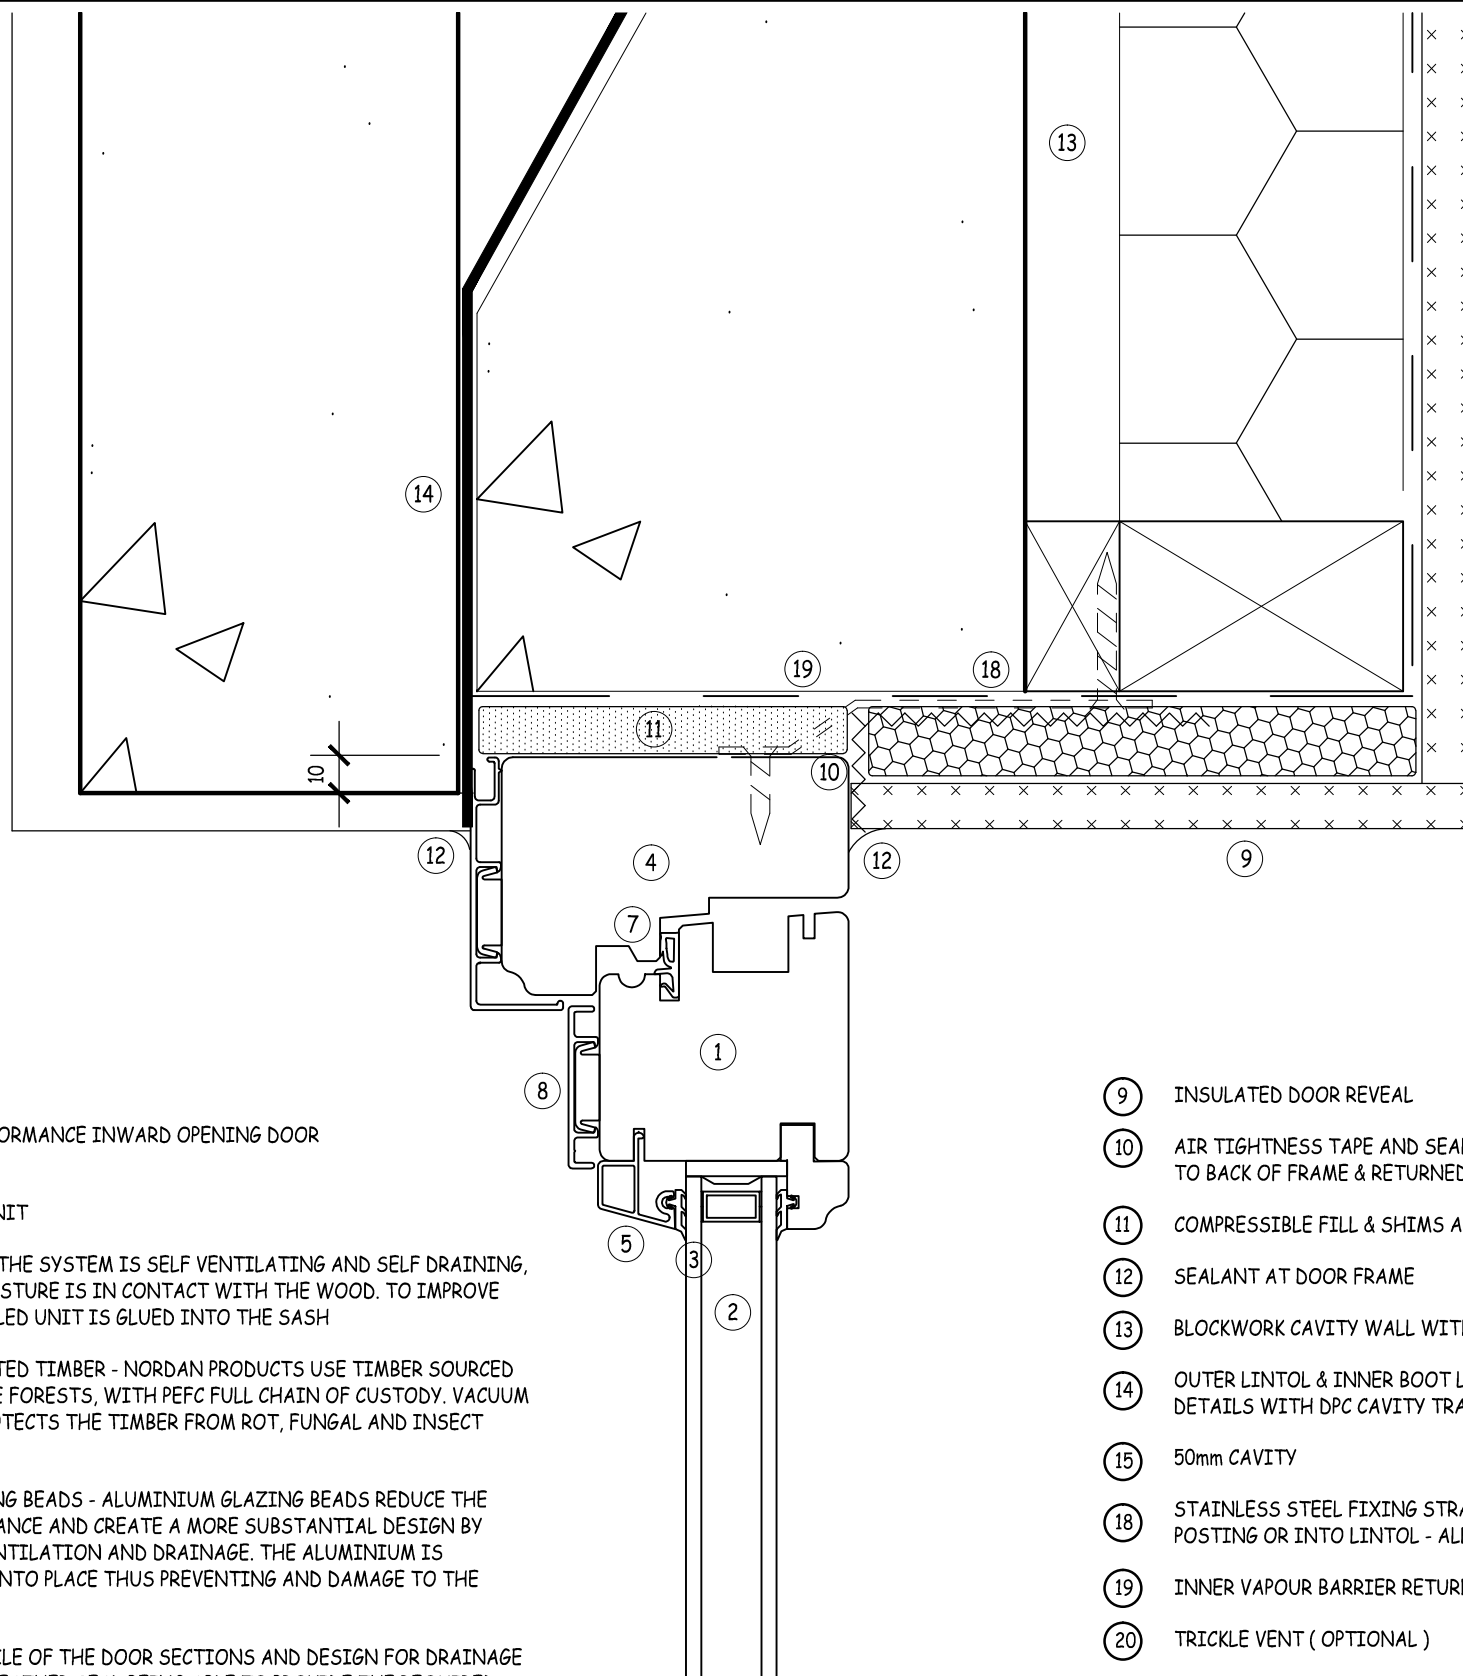 13
14
19
18
11
10
10
12
4
12
9
7
1
8
5
3
2
ORMANCE INWARD OPENING DOOR
NIT
THE SYSTEM IS SELF VENTILATING AND SELF DRAINING,
STURE IS IN CONTACT WITH THE WOOD. TO IMPROVE
LED UNIT IS GLUED INTO THE SASH
TED TIMBER - NORDAN PRODUCTS USE TIMBER SOURCED
E FORESTS, WITH PEFC FULL CHAIN OF CUSTODY. VACUUM
OTECTS THE TIMBER FROM ROT, FUNGAL AND INSECT
NG BEADS - ALUMINIUM GLAZING BEADS REDUCE THE
ANCE AND CREATE A MORE SUBSTANTIAL DESIGN BY
NTILATION AND DRAINAGE. THE ALUMINIUM IS
NTO PLACE THUS PREVENTING AND DAMAGE TO THE
CLE OF THE DOOR SECTIONS AND DESIGN FOR DRAINAGE
9 INSULATED DOOR REVEAL
10 AIR TIGHTNESS TAPE AND SEA
TO BACK OF FRAME & RETURNED
11 COMPRESSIBLE FILL & SHIMS A
12 SEALANT AT DOOR FRAME
13 BLOCKWORK CAVITY WALL WIT
14 OUTER LINTOL & INNER BOOT L
DETAILS WITH DPC CAVITY TRA
15 50mm CAVITY
18 STAINLESS STEEL FIXING STRA
POSTING OR INTO LINTOL - AL
19 INNER VAPOUR BARRIER RETUR
20 TRICKLE VENT ( OPTIONAL )